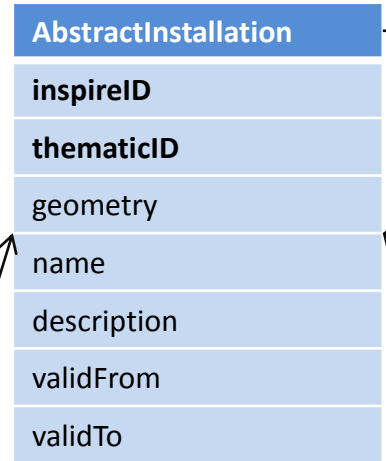 AbstractInstallation
inspireID
thematicID
geometry
name
description
validFrom
validTo